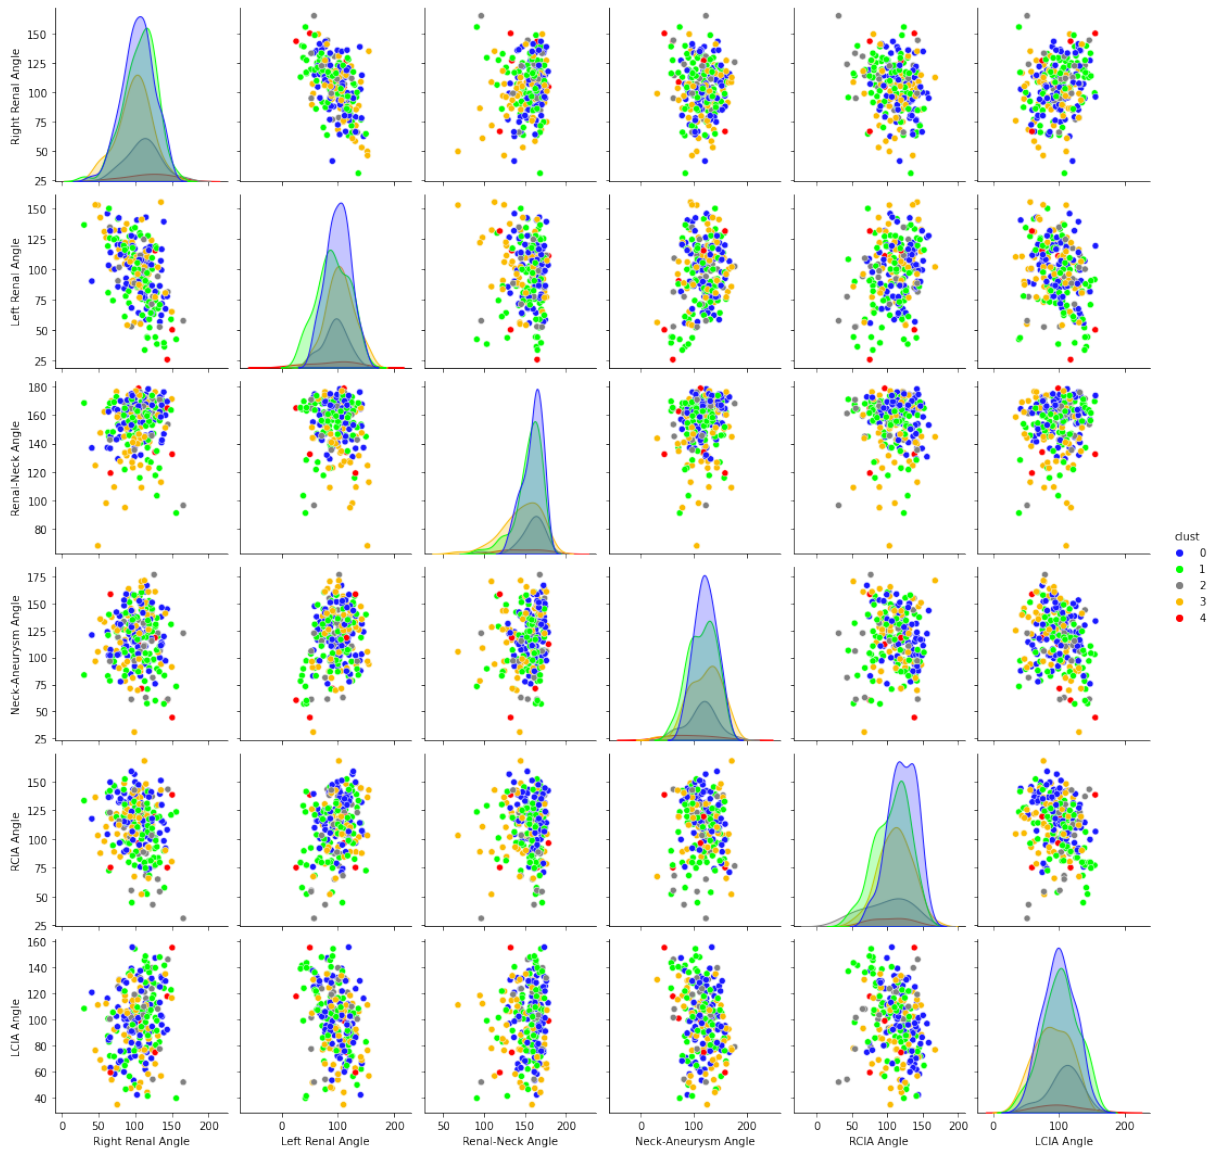 Right Renal Angle
150
125
100
75
50
25
Left Renal Angle
150
125
100
75
50
25
Renal-Neck Angle
180
160
140
120
100
80
Neck-Aneurysm Angle
175
150
125
100
75
50
25
clust
0
1
2
3
4
RCIA Angle
150
125
100
75
50
25
LCIA Angle
160
140
120
100
80
60
40
0 50 100 150 200
0 100 200
50 100 150 200
0 100 200
0 50 100 150 200
0 100 200
Right Renal Angle
Left Renal Angle
Renal-Neck Angle
Neck-Aneurysm Angle
RCIA Angle
LCIA Angle